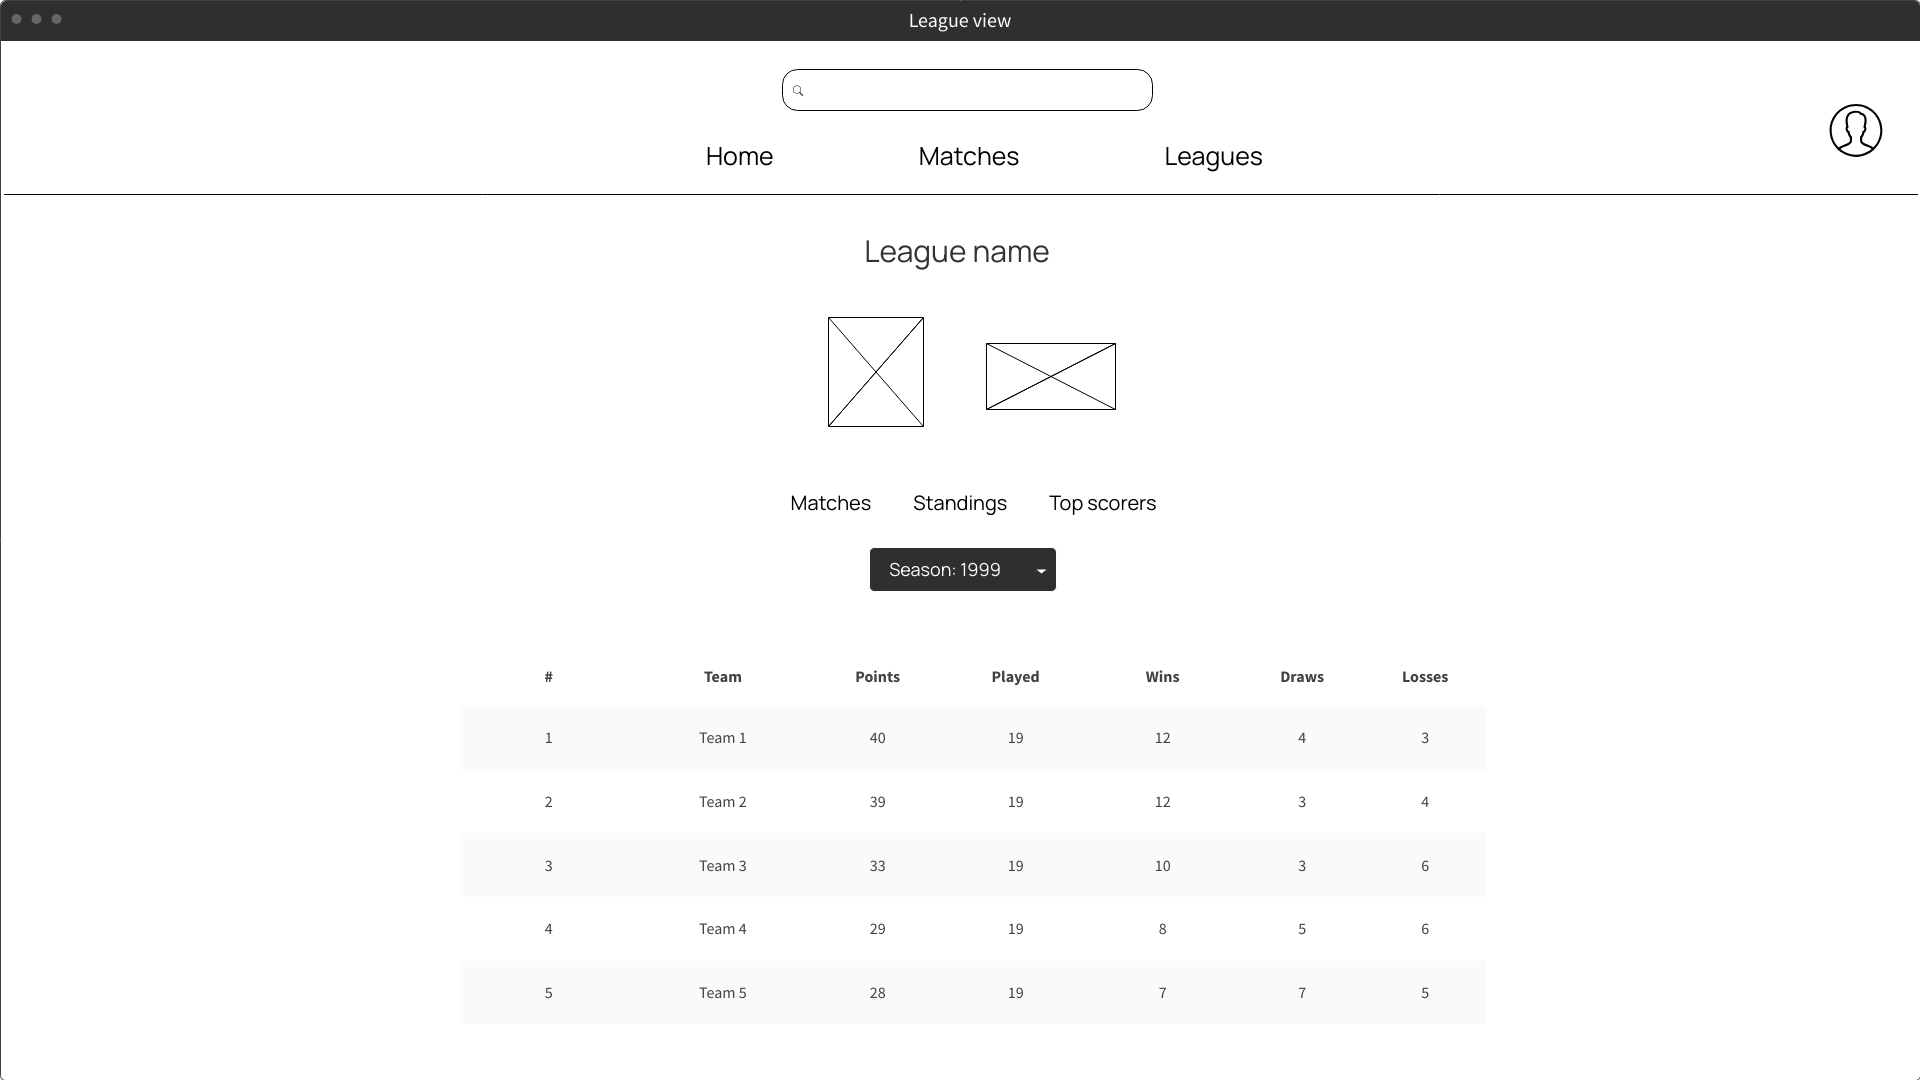 League view
Home Matches Leagues
League name
Matches Standings Top scorers
Season: 1999
# Team Points Played Wins Draws Losses
1 Team 1 40 19 12 4 3
2 Team 2 39 19 12 3 4
3 Team 3 33 19 10 3 6
4 Team 4 29 19 8 5 6
5 Team 5 28 19 7 7 5